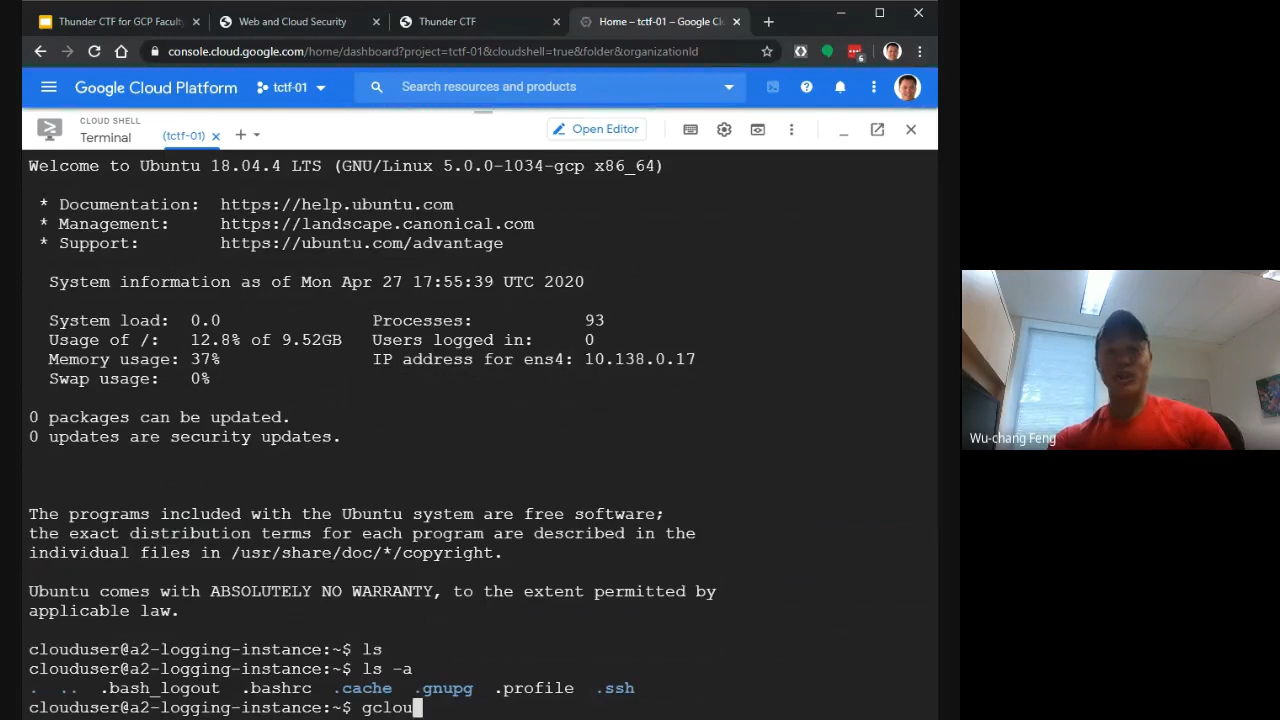 Thunder CTF for GCP Faculty
Web and Cloud Security
Thunder CTF
Home – tctf-01 – Google Cl
console.cloud.google.com/home/dashboard?project=tctf-01&cloudshell=true&folder&organizationId
6
Google Cloud Platform
tctf-01
Search resources and products
CLOUD SHELL
Terminal
(tctf-01)
Open Editor
Welcome to Ubuntu 18.04.4 LTS (GNU/Linux 5.0.0-1034-gcp x86_64)
* Documentation: https://help.ubuntu.com
* Management: https://landscape.canonical.com
* Support: https://ubuntu.com/advantage
System information as of Mon Apr 27 17:55:39 UTC 2020
System load: 0.0 Processes: 93
Usage of /: 12.8% of 9.52GB Users logged in: 0
Memory usage: 37% IP address for ens4: 10.138.0.17
Swap usage: 0%
0 packages can be updated.
0 updates are security updates.
The programs included with the Ubuntu system are free software;
the exact distribution terms for each program are described in the
individual files in /usr/share/doc/*/copyright.
Ubuntu comes with ABSOLUTELY NO WARRANTY, to the extent permitted by
applicable law.
clouduser@a2-logging-instance:~$ ls
clouduser@a2-logging-instance:~$ ls -a
. .. .bash_logout .bashrc .cache .gnupg .profile .ssh
clouduser@a2-logging-instance:~$ gclou
Wu-chang Feng